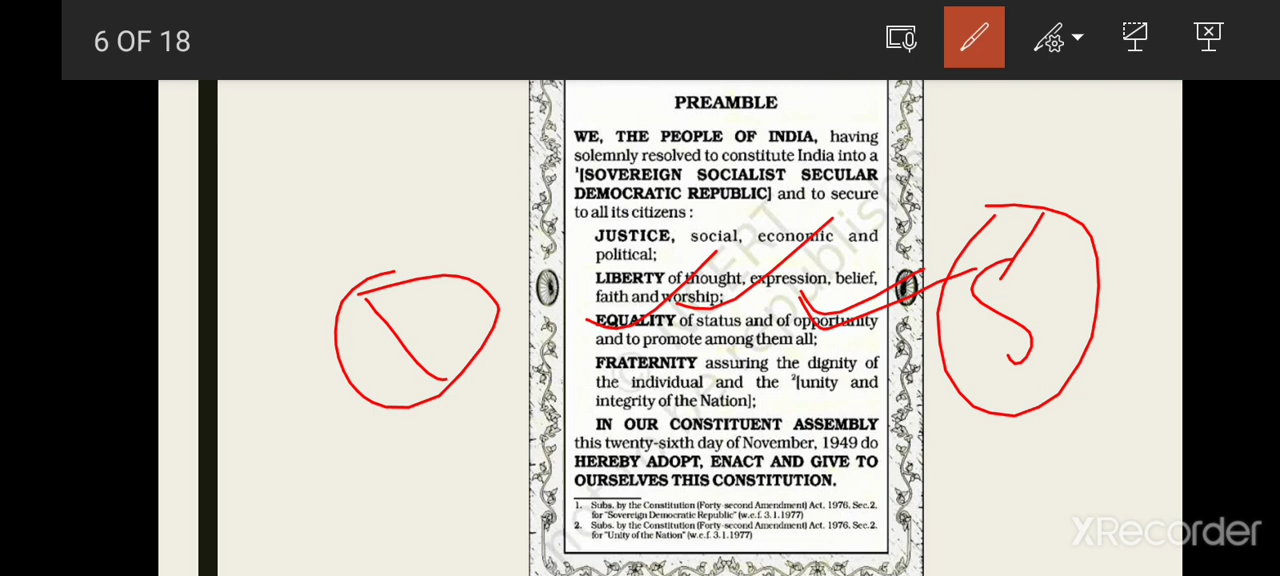 6 OF 18
PREAMBLE
WE, THE PEOPLE OF INDIA, having
solemnly resolved to constitute India into a
¹[SOVEREIGN SOCIALIST SECULAR
DEMOCRATIC REPUBLIC] and to secure
to all its citizens :
JUSTICE, social, economic and
political;
LIBERTY of thought, expression, belief,
faith and worship;
EQUALITY of status and of opportunity
and to promote among them all;
FRATERNITY assuring the dignity of
the individual and the ²[unity and
integrity of the Nation];
IN OUR CONSTITUENT ASSEMBLY
this twenty-sixth day of November, 1949 do
HEREBY ADOPT, ENACT AND GIVE TO
OURSELVES THIS CONSTITUTION.
1. Subs. by the Constitution (Forty-second Amendment) Act. 1976, Sec.2,
for "Sovereign Democratic Republic" (w.e.f. 3.1.1977)
2. Subs. by the Constitution (Forty-second Amendment) Act. 1976, Sec.2,
for "Unity of the Nation" (w.e.f. 3.1.1977)
XRecorder